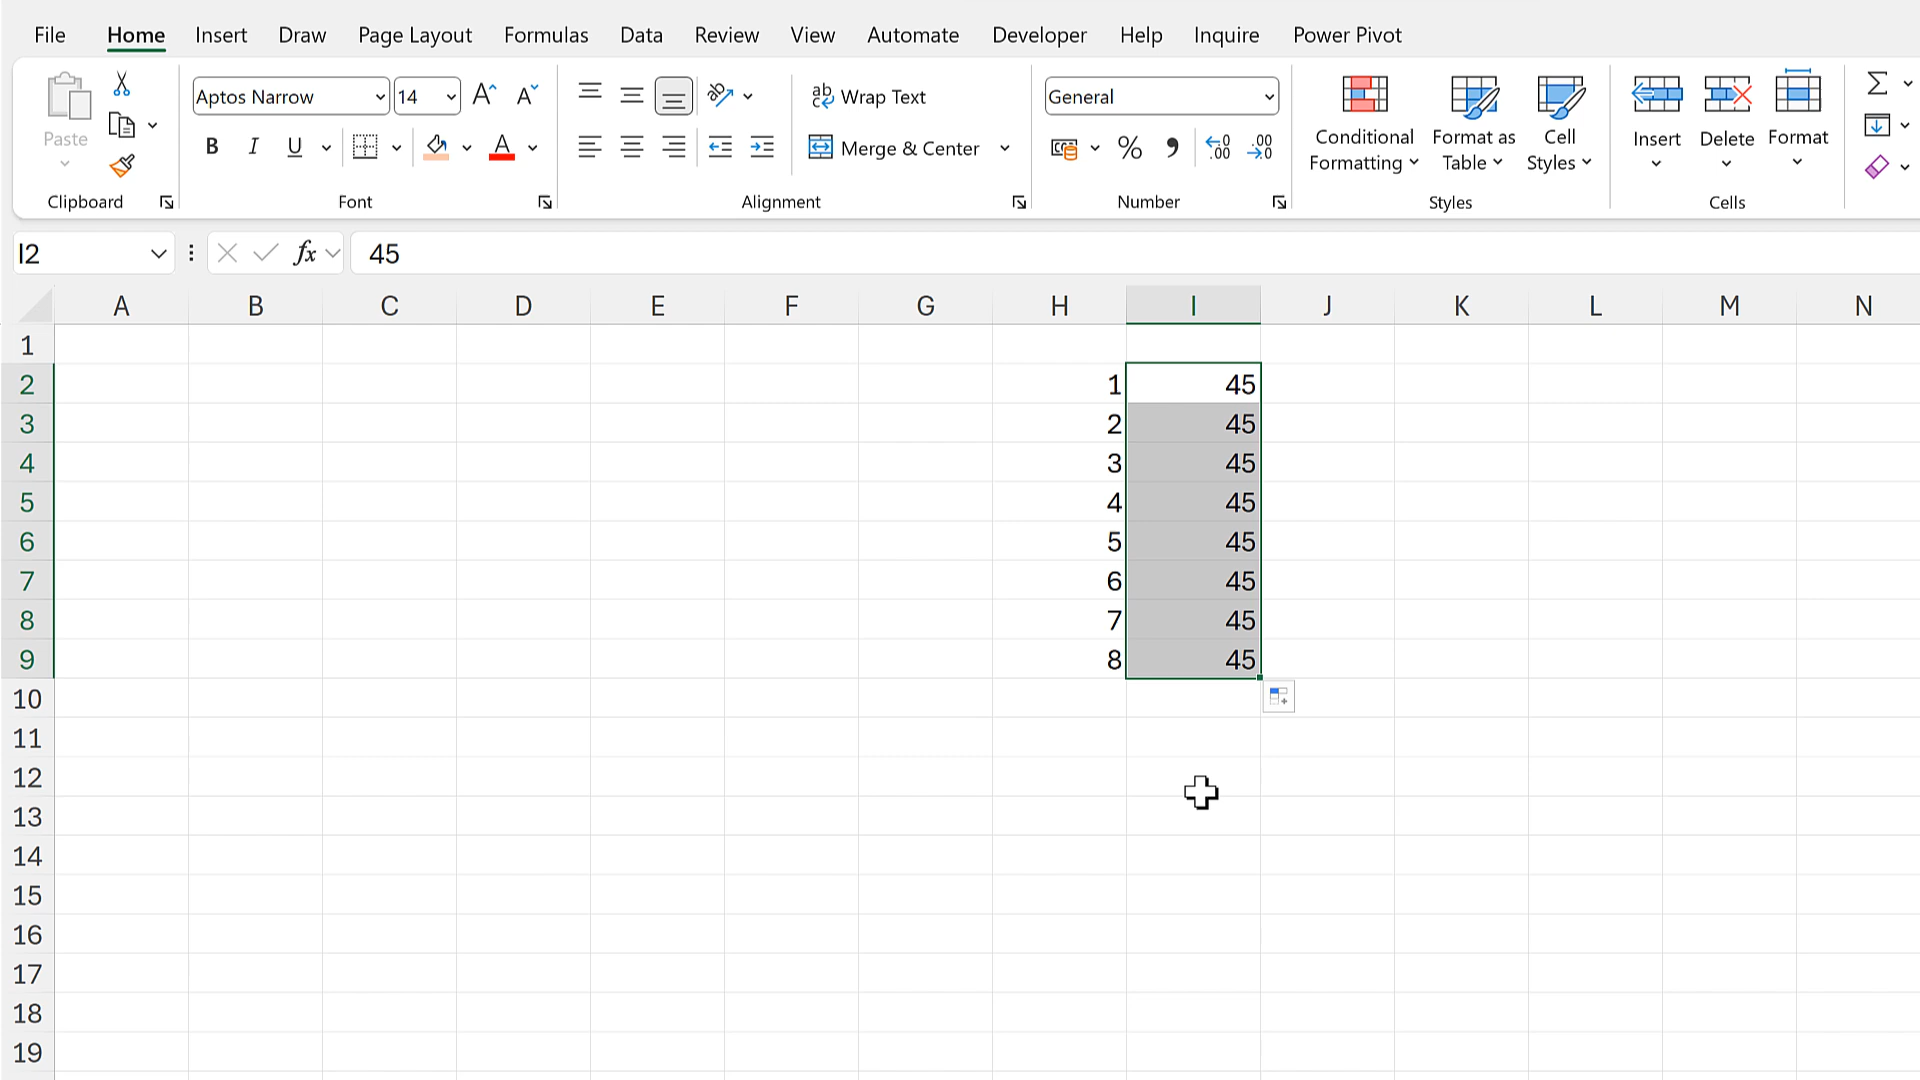 File Home Insert Draw Page Layout Formulas Data Review View Automate Developer Help Inquire Power Pivot
Paste
Clipboard
Aptos Narrow 14 A A
B I U A
Font
ab Wrap Text
Merge & Center
Alignment
General
% .00 .00
Number
Conditional Formatting
Format as Table
Cell Styles
Styles
Insert Delete Format
Cells
I2 fx 45
A B C D E F G H I J K L M N
1
2 1 45
3 2 45
4 3 45
5 4 45
6 5 45
7 6 45
8 7 45
9 8 45
10
11
12
13
14
15
16
17
18
19